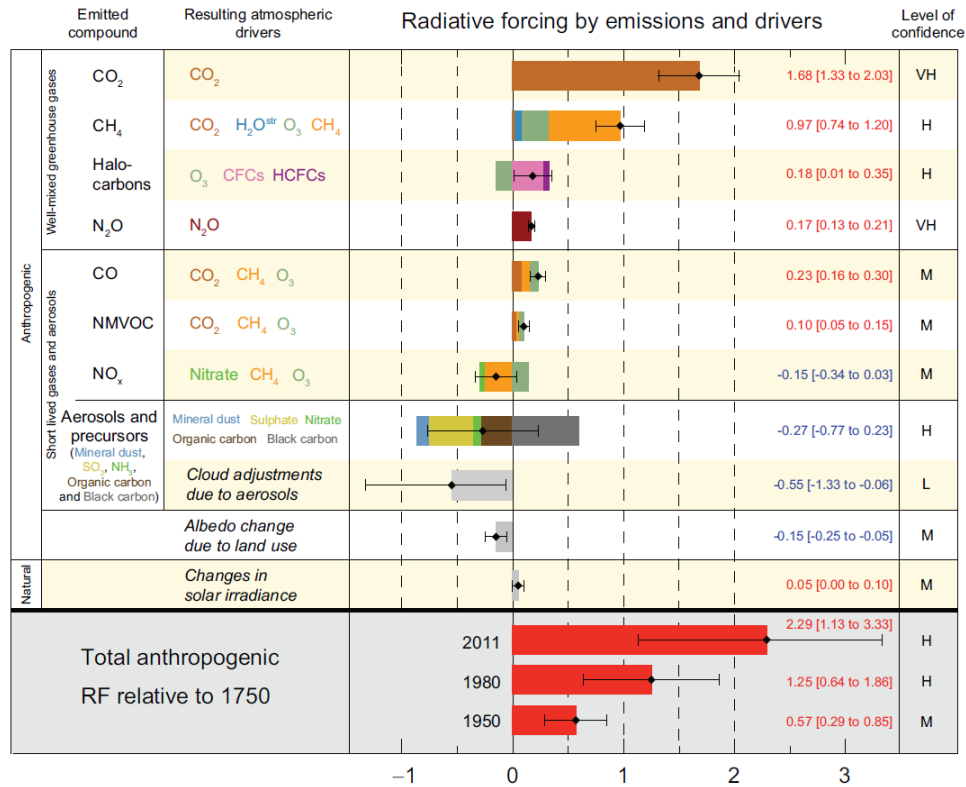 Emitted compound
Resulting atmospheric drivers
Radiative forcing by emissions and drivers
Level of confidence
Anthropogenic
Well-mixed greenhouse gases
CO₂
CO₂
1.68 [1.33 to 2.03]
VH
CH₄
CO₂ H₂Oˢᵗʳ O₃ CH₄
0.97 [0.74 to 1.20]
H
Halo-
carbons
O₃ CFCs HCFCs
0.18 [0.01 to 0.35]
H
N₂O
N₂O
0.17 [0.13 to 0.21]
VH
Short lived gases and aerosols
CO
CO₂ CH₄ O₃
0.23 [0.16 to 0.30]
M
NMVOC
CO₂ CH₄ O₃
0.10 [0.05 to 0.15]
M
NOₓ
Nitrate CH₄ O₃
-0.15 [-0.34 to 0.03]
M
Aerosols and
precursors
(Mineral dust,
SO₂, NH₃,
Organic carbon
and Black carbon)
Mineral dust Sulphate Nitrate
Organic carbon Black carbon
-0.27 [-0.77 to 0.23]
H
Cloud adjustments
due to aerosols
-0.55 [-1.33 to -0.06]
L
Albedo change
due to land use
-0.15 [-0.25 to -0.05]
M
Natural
Changes in
solar irradiance
0.05 [0.00 to 0.10]
M
Total anthropogenic
RF relative to 1750
2011
2.29 [1.13 to 3.33]
H
1980
1.25 [0.64 to 1.86]
H
1950
0.57 [0.29 to 0.85]
M
−1 0 1 2 3